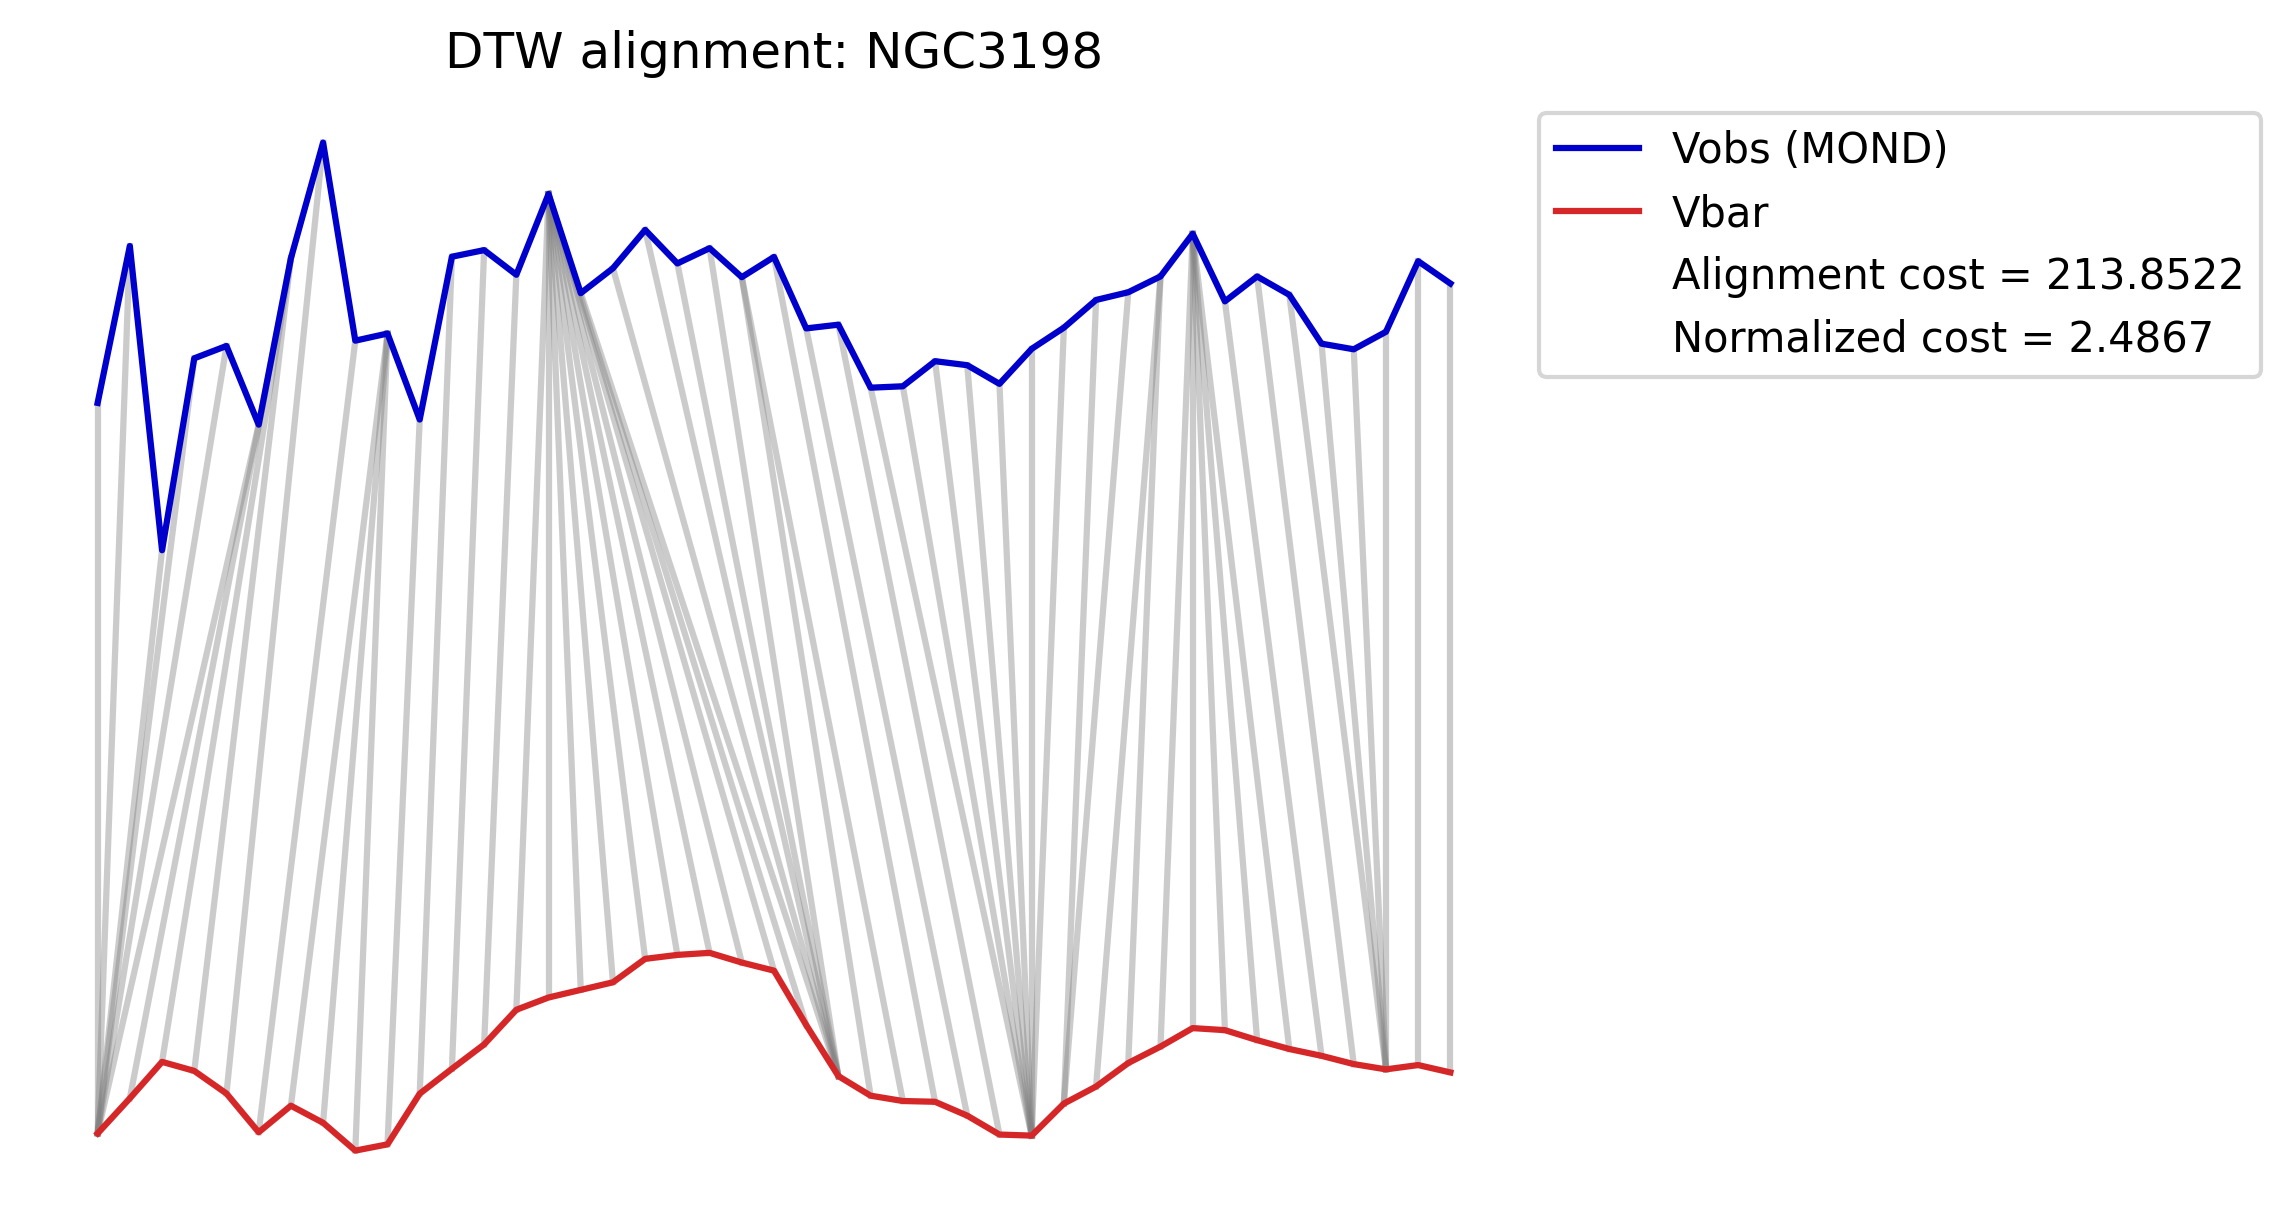 DTW alignment: NGC3198
Vobs (MOND)
Vbar
Alignment cost = 213.8522
Normalized cost = 2.4867